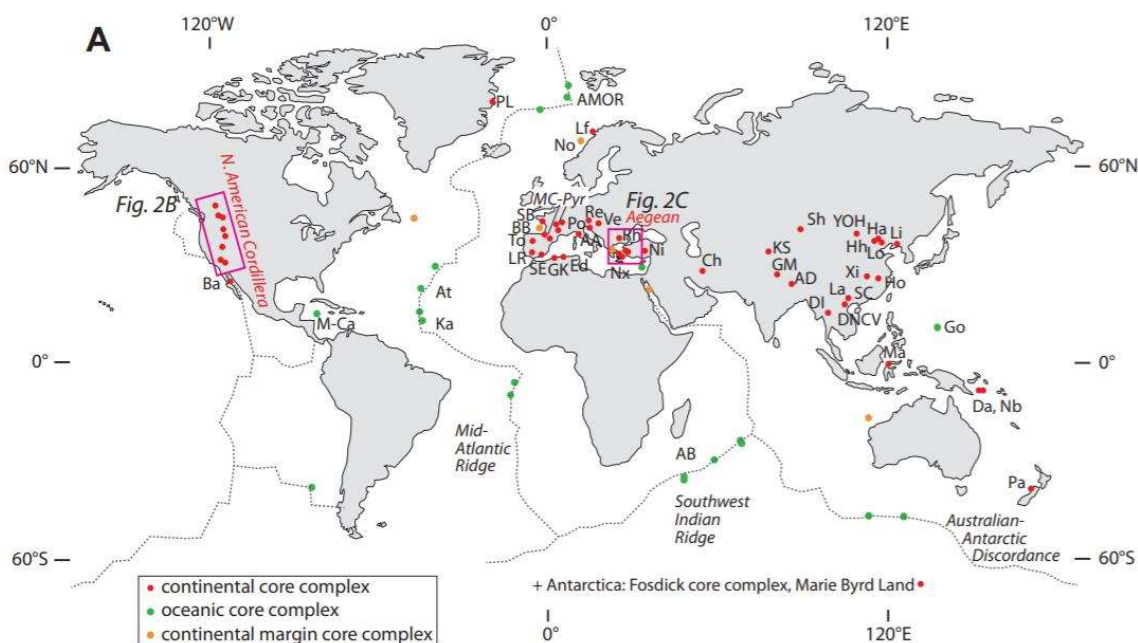 A
120°W
0°
120°E
PL
AMOR
Lf
No
60°N
60°N
Fig. 2B
N. American Cordillera
MC-Pyr
Fig. 2C
Aegean
SB
BB
Po
Re
Ve
To
AA
Rh
Ni
LR
SE
GK
Ed
Nx
Ch
Sh
YOH
Ha
Li
KS
Hh
Lo
GM
AD
Xi
Ho
La
SC
DI
DNCV
Ba
At
M-Ca
Ka
Go
0°
0°
Ma
Da, Nb
Mid-
Atlantic
Ridge
AB
Southwest
Indian
Ridge
Pa
Australian-
Antarctic
Discordance
60°S
60°S
continental core complex
oceanic core complex
continental margin core complex
+ Antarctica: Fosdick core complex, Marie Byrd Land
0°
120°E